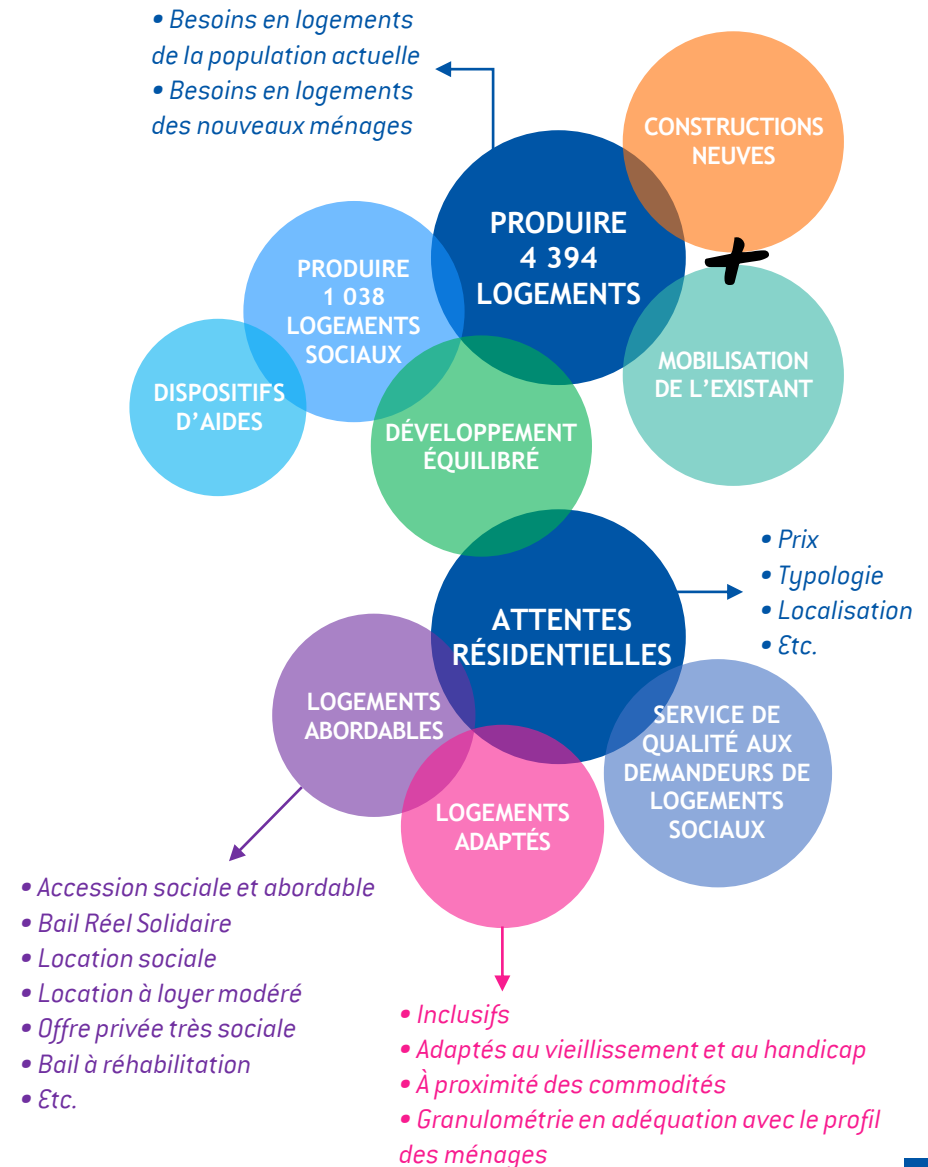 • Besoins en logements
de la population actuelle
• Besoins en logements
des nouveaux ménages
CONSTRUCTIONS
NEUVES
PRODUIRE
4 394
LOGEMENTS
PRODUIRE
1 038
LOGEMENTS
SOCIAUX
MOBILISATION
DE L’EXISTANT
DISPOSITIFS
D’AIDES
DÉVELOPPEMENT
ÉQUILIBRÉ
• Prix
• Typologie
• Localisation
• Etc.
ATTENTES
RÉSIDENTIELLES
LOGEMENTS
ABORDABLES
SERVICE DE
QUALITÉ AUX
DEMANDEURS DE
LOGEMENTS
SOCIAUX
LOGEMENTS
ADAPTÉS
• Accession sociale et abordable
• Bail Réel Solidaire
• Location sociale
• Location à loyer modéré
• Offre privée très sociale
• Bail à réhabilitation
• Etc.
• Inclusifs
• Adaptés au vieillissement et au handicap
• À proximité des commodités
• Granulométrie en adéquation avec le profil
des ménages